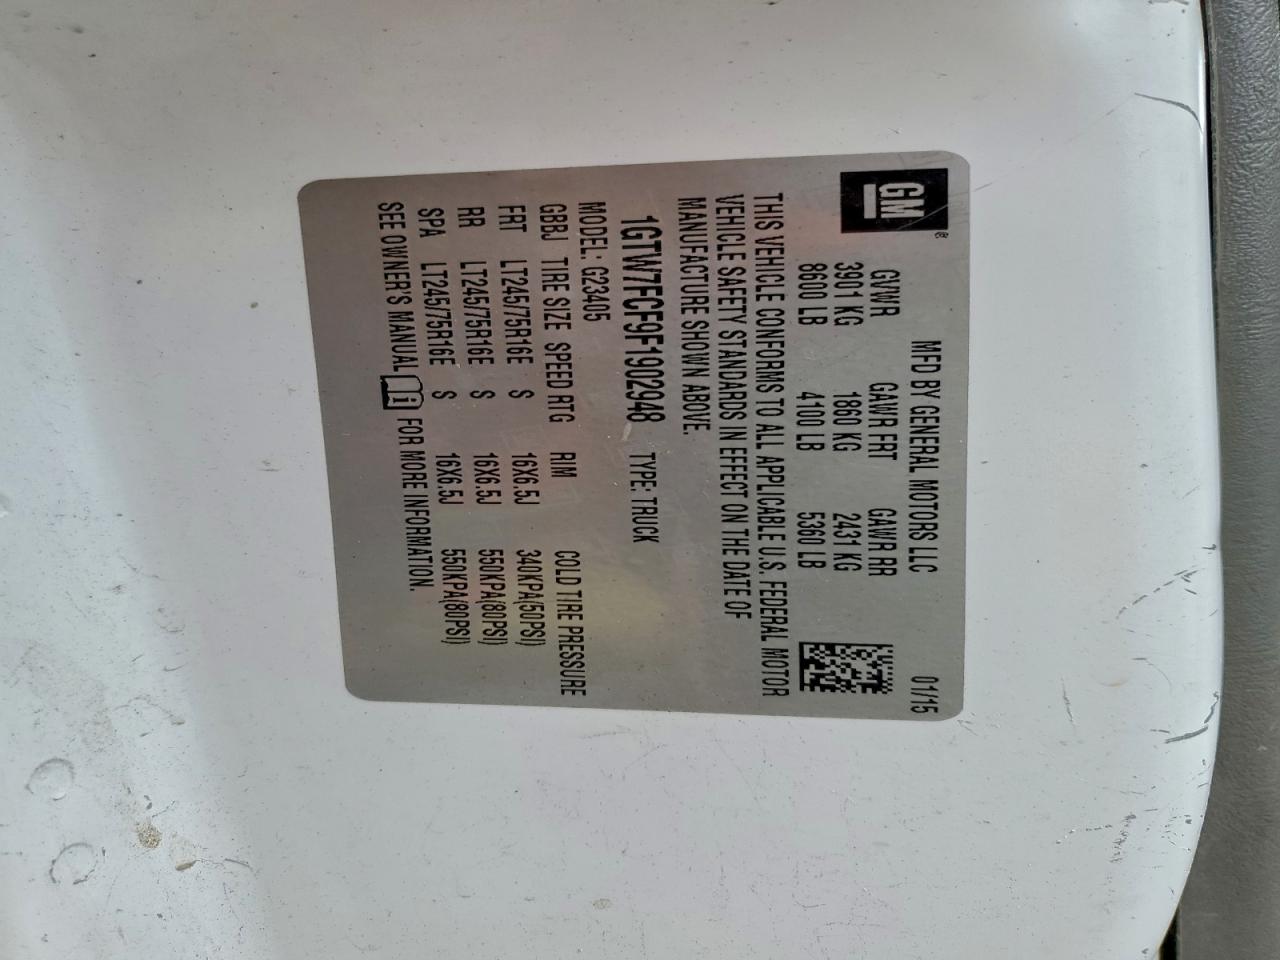 GM
MFD BY GENERAL MOTORS LLC 01/15
GVWR GAWR FRT GAWR RR
3901 KG 1860 KG 2431 KG
8600 LB 4100 LB 5360 LB
THIS VEHICLE CONFORMS TO ALL APPLICABLE U.S. FEDERAL MOTOR
VEHICLE SAFETY STANDARDS IN EFFECT ON THE DATE OF
MANUFACTURE SHOWN ABOVE.
1GTW7FCF9F1902948 TYPE: TRUCK
MODEL: G23405
GBBJ TIRE SIZE SPEED RTG RIM COLD TIRE PRESSURE
FRT LT245/75R16E S 16X6.5J 340KPA(50PSI)
RR LT245/75R16E S 16X6.5J 550KPA(80PSI)
SPA LT245/75R16E S 16X6.5J 550KPA(80PSI)
SEE OWNER'S MANUAL FOR MORE INFORMATION.